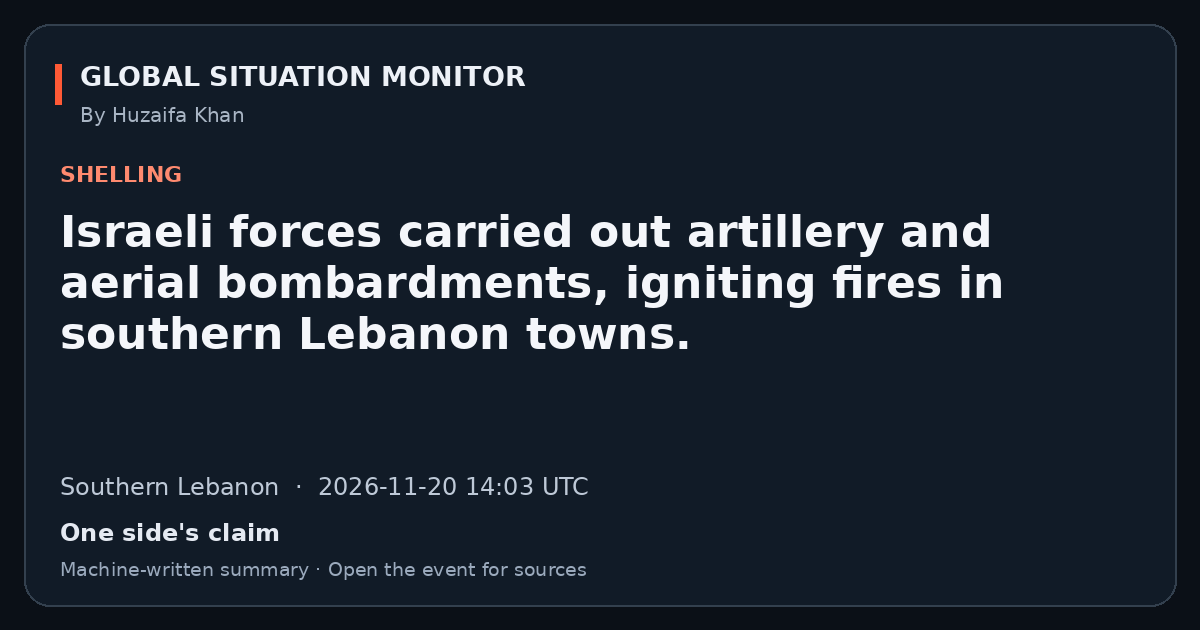 GLOBAL SITUATION MONITOR
By Huzaifa Khan
SHELLING
Israeli forces carried out artillery and
aerial bombardments, igniting fires in
southern Lebanon towns.
Southern Lebanon · 2026-11-20 14:03 UTC
One side's claim
Machine-written summary · Open the event for sources